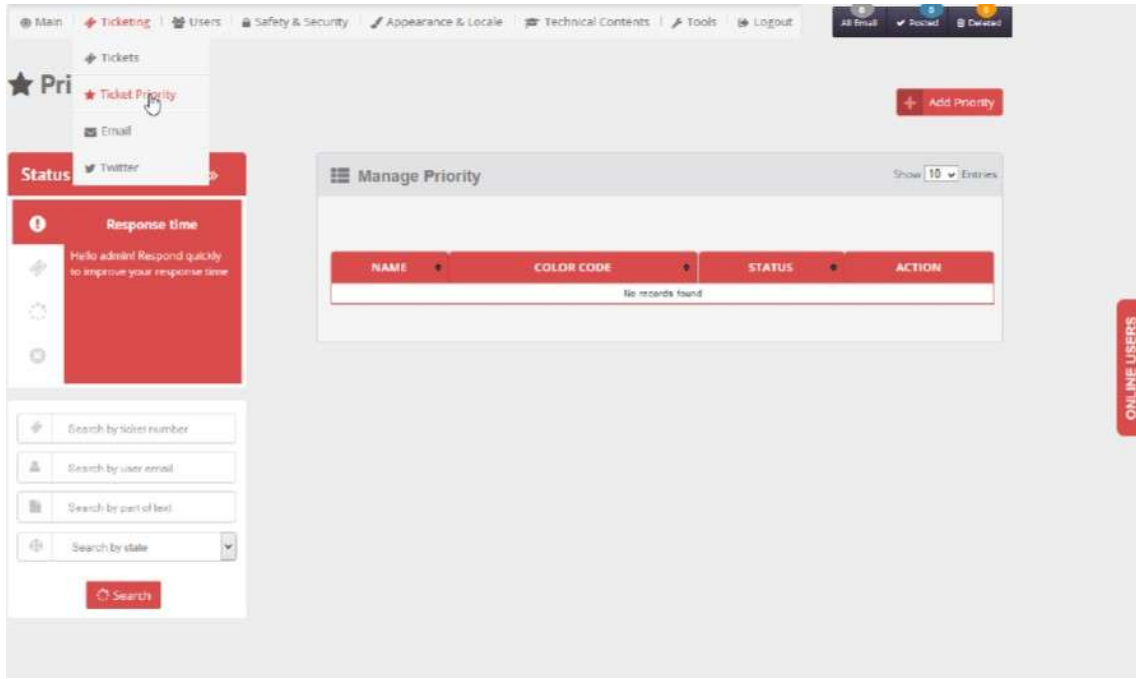 Main Ticketing Users Safety & Security Appearance & Locale Technical Contents Tools Logout
All Email Posted Deleted
Tickets
Pri
Ticket Priority
Add Priority
Email
Twitter
Status
Manage Priority
Show 10 Entries
Response time
Hello admin! Respond quickly
to improve your response time
NAME COLOR CODE STATUS ACTION
No records found
ONLINE USERS
Search by ticket number
Search by user email
Search by part of text
Search by state
Search